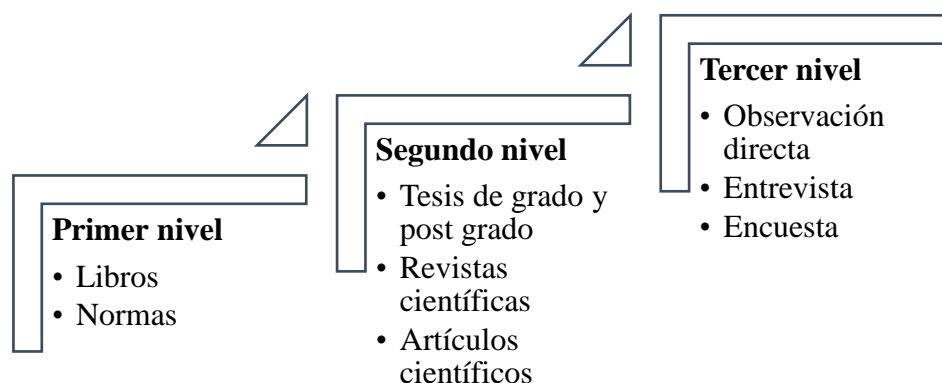 Primer nivel
• Libros
• Normas
Segundo nivel
• Tesis de grado y
post grado
• Revistas
científicas
• Artículos
científicos
Tercer nivel
• Observación
directa
• Entrevista
• Encuesta